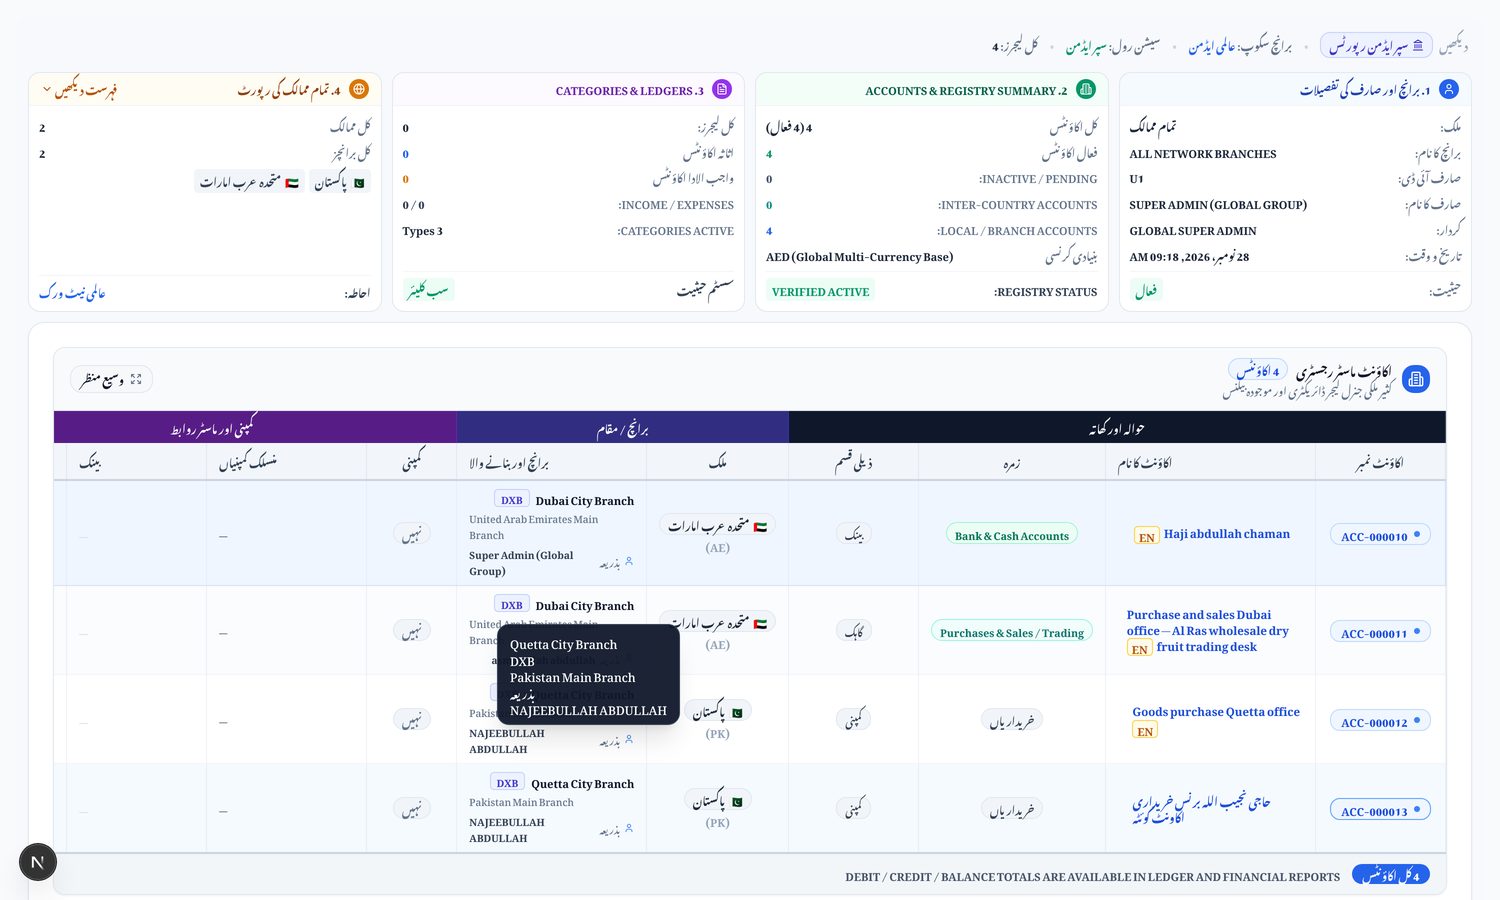 دیکھیں
سپر ایڈمن رپورٹس
برانچ سکوپ: عالمی ایڈمن
سیشن رول: سپر ایڈمن
کل لیجرز: 4
1. برانچ اور صارف کی تفصیلات
ملک: تمام ممالک
برانچ کا نام: ALL NETWORK BRANCHES
صارف آئی ڈی: U1
صارف کا نام: SUPER ADMIN (GLOBAL GROUP)
کردار: GLOBAL SUPER ADMIN
تاریخ و وقت: 28 نومبر، 2026, 09:18 AM
حیثیت: فعال
2. ACCOUNTS & REGISTRY SUMMARY
کل اکاؤنٹس 4 (4 فعال)
فعال اکاؤنٹس 4
INACTIVE / PENDING: 0
INTER-COUNTRY ACCOUNTS: 0
LOCAL / BRANCH ACCOUNTS: 4
بنیادی کرنسی AED (Global Multi-Currency Base)
REGISTRY STATUS: VERIFIED ACTIVE
3. CATEGORIES & LEDGERS
کل لیجرز: 0
اثاثہ اکاؤنٹس 0
واجب الادا اکاؤنٹس 0
INCOME / EXPENSES: 0 / 0
CATEGORIES ACTIVE: 3 Types
سسٹم حیثیت سب کلیئر
4. تمام ممالک کی رپورٹ
فہرست دیکھیں
کل ممالک 2
کل برانچز 2
پاکستان
متحدہ عرب امارات
احاطہ: عالمی نیٹ ورک
اکاؤنٹ ماسٹر رجسٹری
4 اکاؤنٹس
کثیر ملکی جنرل لیجر ڈائریکٹری اور موجودہ بیلنس
وسیع منظر
حوالہ اور کھاتہ
برانچ / مقام
کمپنی اور ماسٹر روابط
اکاؤنٹ نمبر
اکاؤنٹ کا نام
زمرہ
ذیلی قسم
ملک
برانچ اور بنانے والا
کمپنی
منسلک کمپنیاں
بینک
ACC-000010
Haji abdullah chaman EN
Bank & Cash Accounts
بینک
متحدہ عرب امارات
(AE)
Dubai City Branch DXB
United Arab Emirates Main
Branch
بذریعہ Super Admin (Global
Group)
نہیں
—
—
ACC-000011
Purchase and sales Dubai
office — Al Ras wholesale dry
fruit trading desk EN
Purchases & Sales / Trading
گاہک
متحدہ عرب امارات
(AE)
Dubai City Branch DXB
نہیں
—
—
Quetta City Branch
DXB
Pakistan Main Branch
بذریعہ
NAJEEBULLAH ABDULLAH
ACC-000012
Goods purchase Quetta office
EN
خریداریاں
کمپنی
پاکستان
(PK)
NAJEEBULLAH
ABDULLAH
بذریعہ
نہیں
—
—
ACC-000013
حاجی نجیب اللہ برنس خریداری
اکاونٹ کوئٹہ
خریداریاں
کمپنی
پاکستان
(PK)
Quetta City Branch DXB
Pakistan Main Branch
بذریعہ NAJEEBULLAH
ABDULLAH
نہیں
—
—
4 کل اکاؤنٹس
DEBIT / CREDIT / BALANCE TOTALS ARE AVAILABLE IN LEDGER AND FINANCIAL REPORTS
N